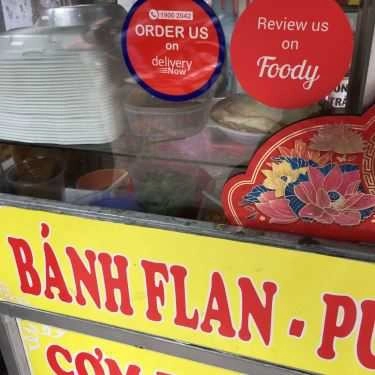 1900 2042
ORDER US
on
delivery
Now
Review us
on
Foody
BÁNH FLAN - PU
CƠM